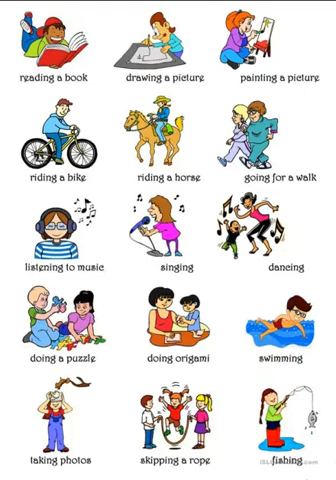 reading a book
drawing a picture
painting a picture
riding a bike
riding a horse
going for a walk
listening to music
singing
dancing
doing a puzzle
doing origami
swimming
taking photos
skipping a rope
fishing